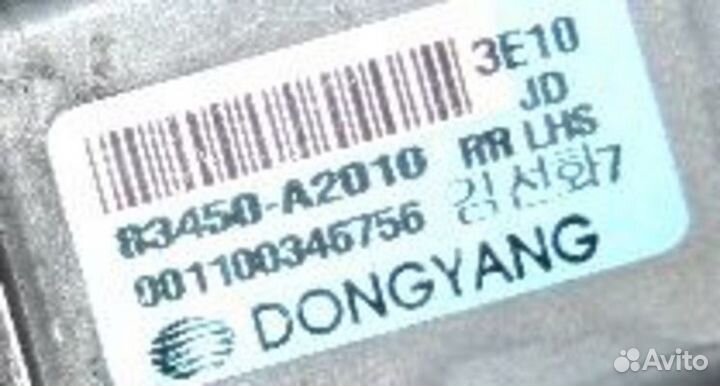 3E10
JD
83450-A2010 RR LHS
001100346756 김선화7
DONGYANG
Avito